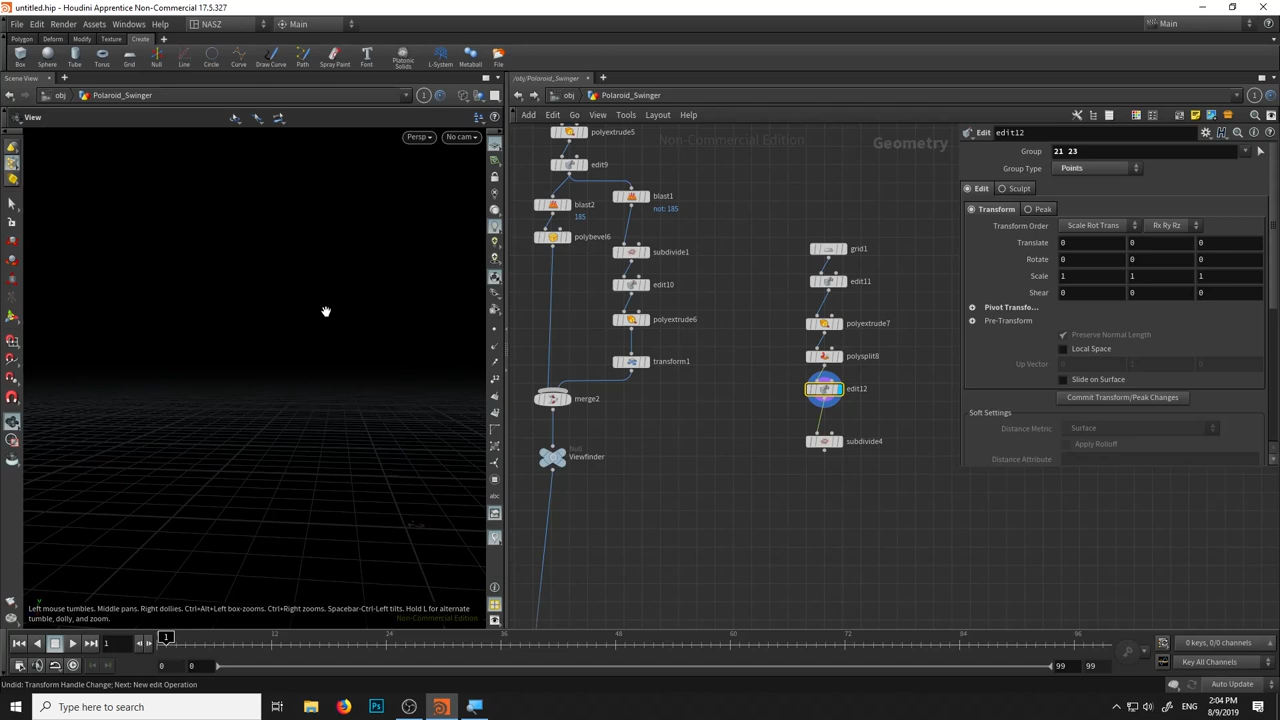 untitled.hip - Houdini Apprentice Non-Commercial 17.5.327
File Edit Render Assets Windows Help NASZ Main Main
Polygon Deform Modify Texture Create
Box Sphere Tube Torus Grid Null Line Circle Curve Draw Curve Path Spray Paint Font Platonic Solids L-System Metaball File
Scene View /obj/Polaroid_Swinger
obj Polaroid_Swinger 1 obj Polaroid_Swinger 1
View Add Edit Go View Tools Layout Help
Persp No cam
Non-Commercial Edition Geometry
polyextrude5
edit9
blast2
185
blast1
not: 185
polybevel6
subdivide1
edit10
polyextrude6
transform1
merge2
Null
Viewfinder
grid1
edit11
polyextrude7
polysplit8
edit12
subdivide4
Edit edit12
Group 21 23
Group Type Points
Edit Sculpt
Transform Peak
Transform Order Scale Rot Trans Rx Ry Rz
Translate 0 0 0
Rotate 0 0 0
Scale 1 1 1
Shear 0 0 0
Pivot Transfo...
Pre-Transform
Preserve Normal Length
Local Space
Up Vector 0 1 0
Slide on Surface
Commit Transform/Peak Changes
Soft Settings
Distance Metric Surface
Apply Rolloff
Distance Attribute
abc
Left mouse tumbles. Middle pans. Right dollies. Ctrl+Alt+Left box-zooms. Ctrl+Right zooms. Spacebar-Ctrl-Left tilts. Hold L for alternate
tumble, dolly, and zoom.
Non-Commercial Edition
1 1 12 24 36 48 60 72 84 96
0 keys, 0/0 channels
0 0 99 99
Key All Channels
Undid: Transform Handle Change; Next: New edit Operation
Auto Update
Type here to search
Ps
ENG
2:04 PM
8/9/2019